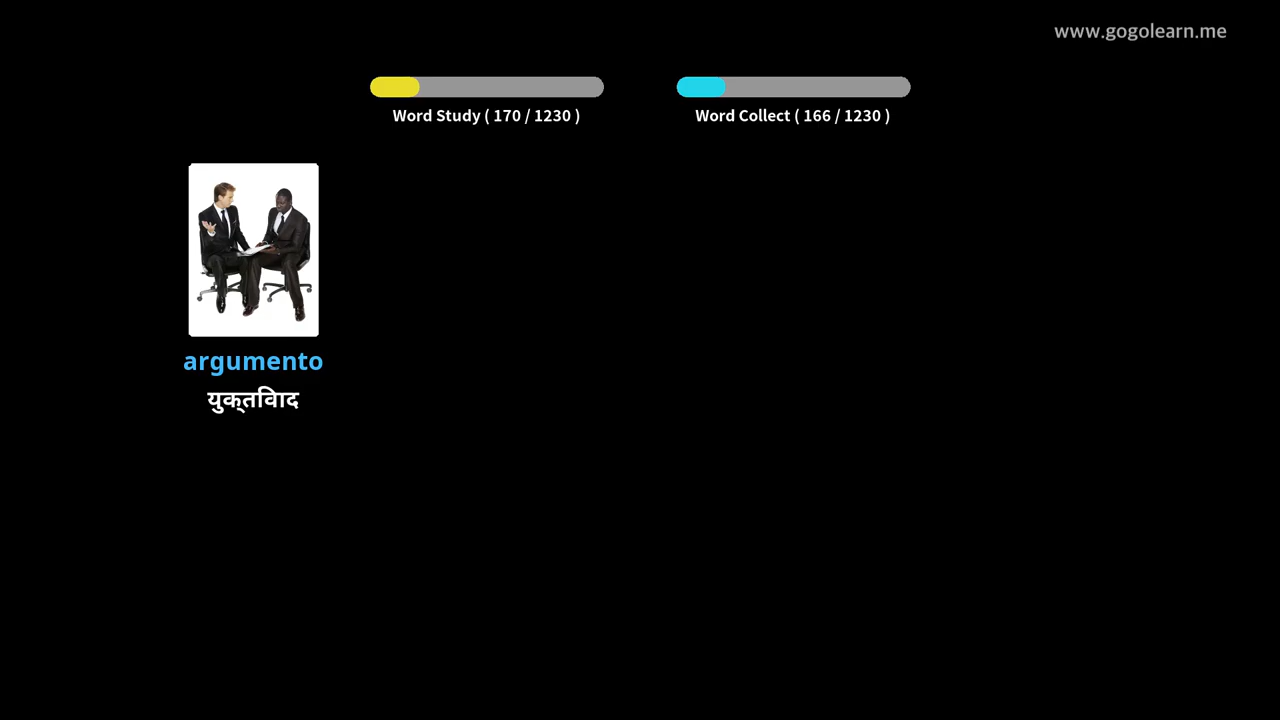 www.gogolearn.me
Word Study ( 170 / 1230 )
Word Collect ( 166 / 1230 )
argumento
युक्तिवाद